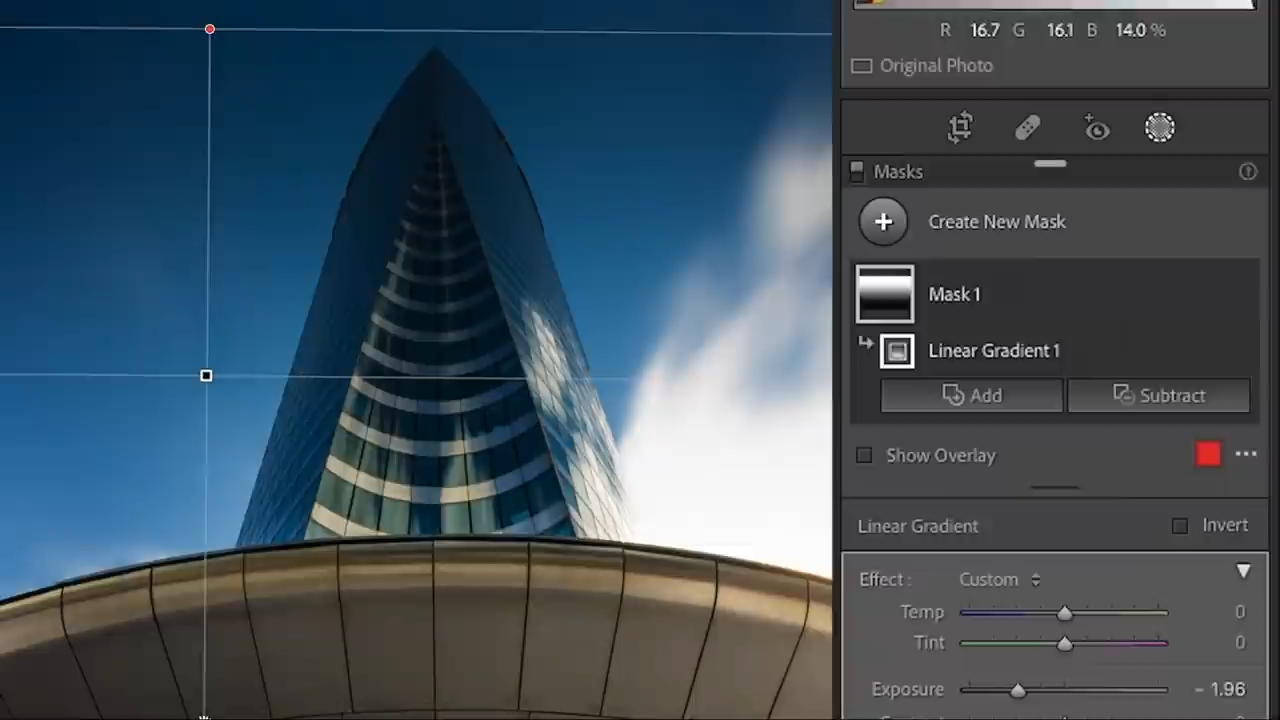 R 16.7 G 16.1 B 14.0 %
Original Photo
Masks
Create New Mask
Mask 1
Linear Gradient 1
Add
Subtract
Show Overlay
Linear Gradient
Invert
Effect : Custom
Temp 0
Tint 0
Exposure - 1.96